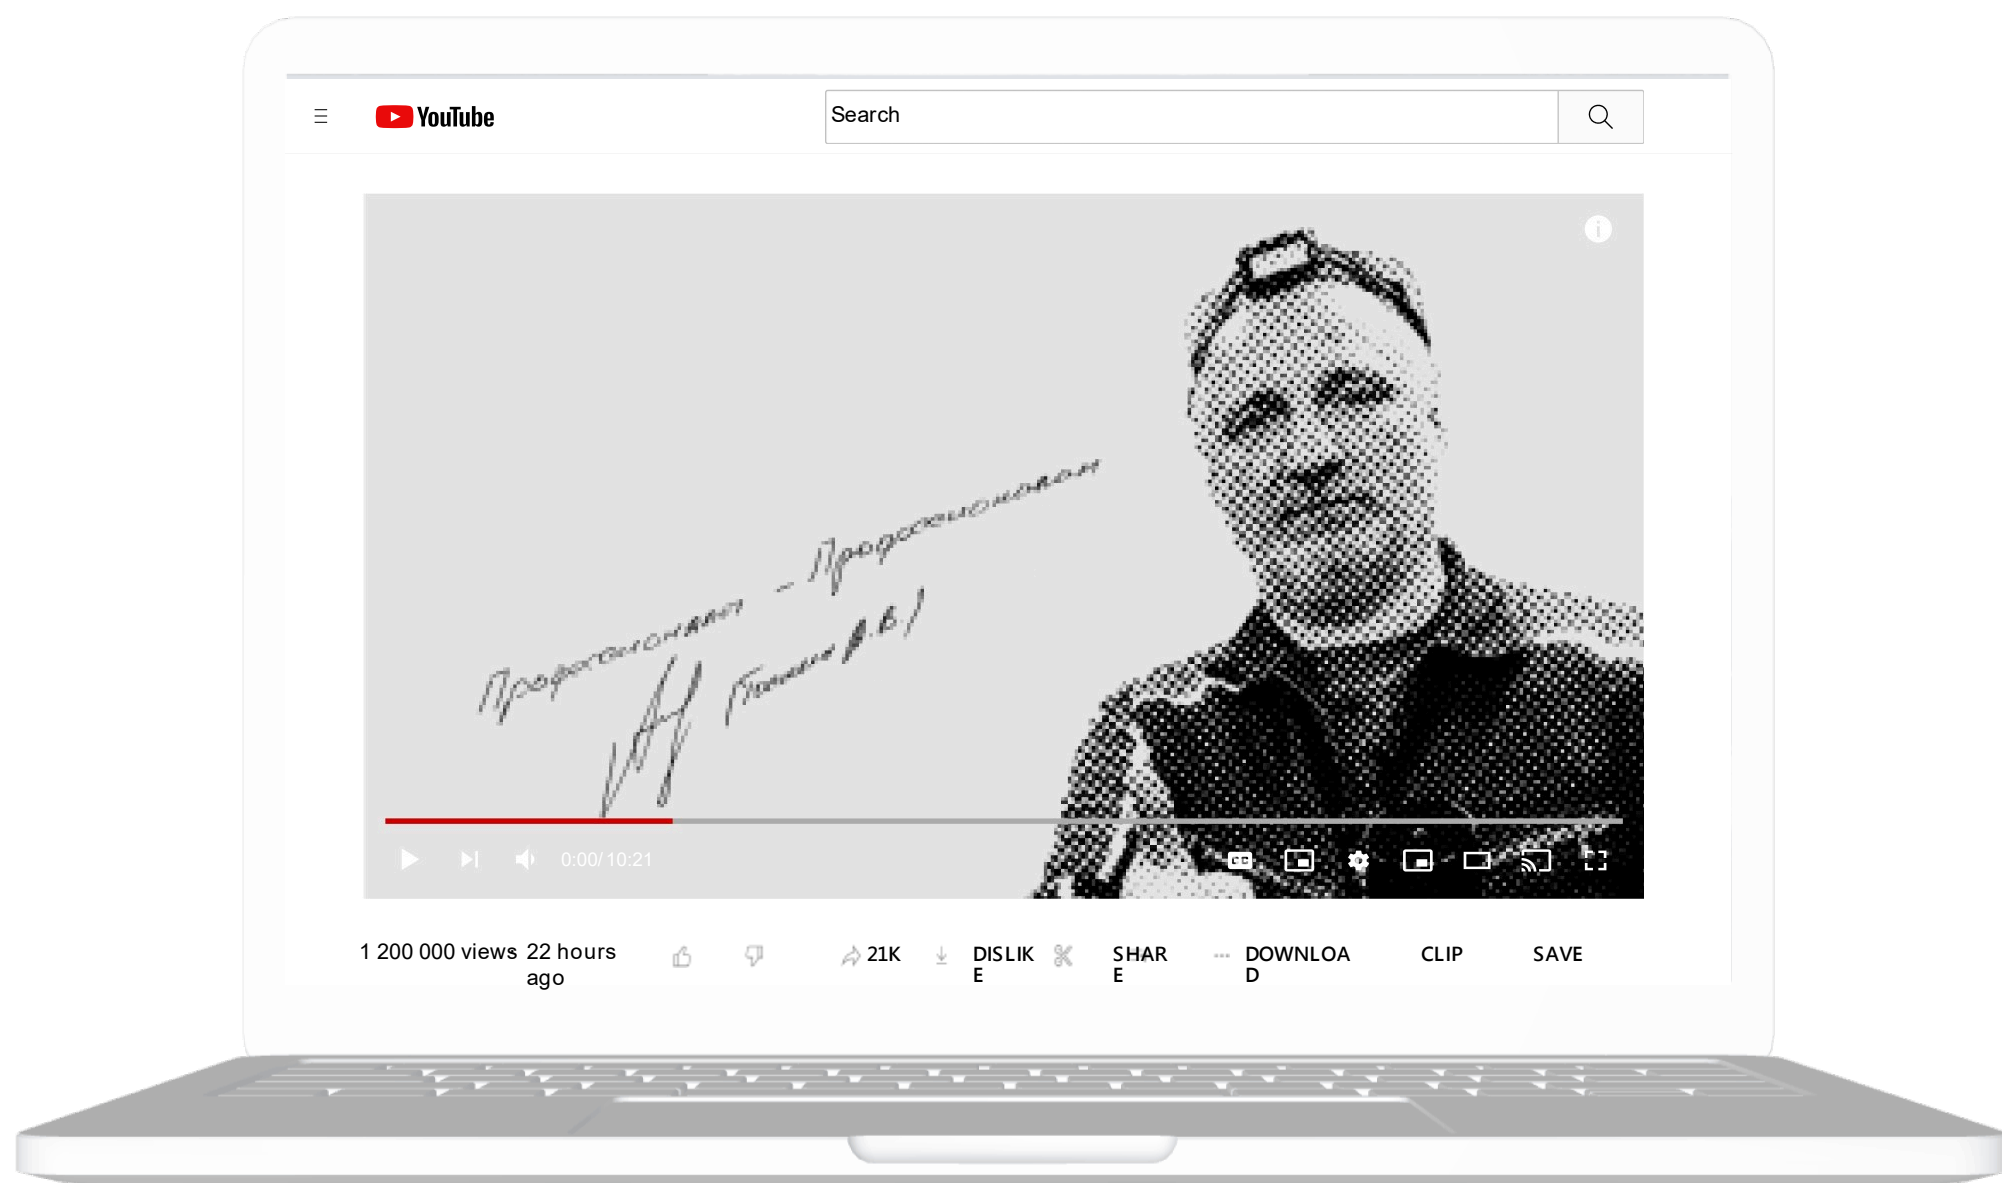 YouTube
Search
Профессионал – Профессионалам
В.В.)
0:00/10:21
1 200 000 views
22 hours
ago
21K
DISLIK
E
SHAR
E
DOWNLOA
D
CLIP
SAVE